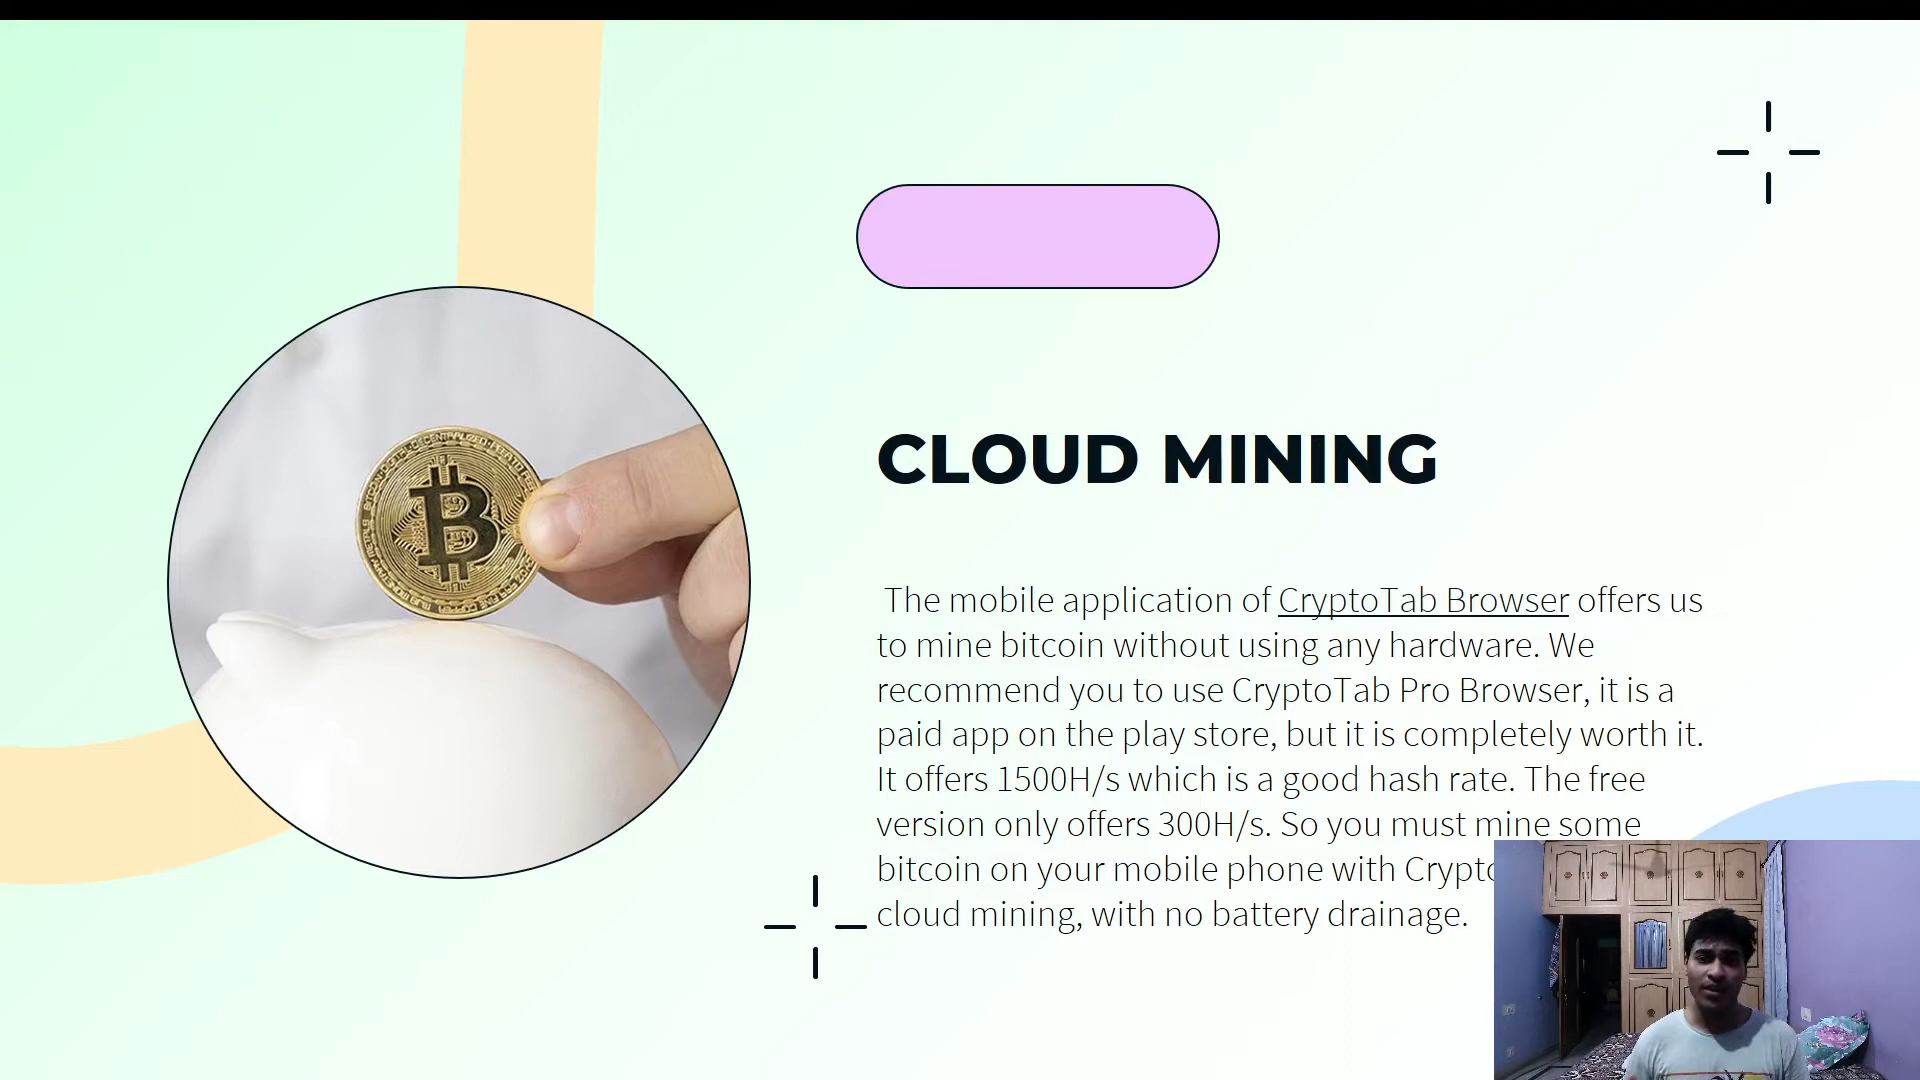 CLOUD MINING
The mobile application of CryptoTab Browser offers us
to mine bitcoin without using any hardware. We
recommend you to use CryptoTab Pro Browser, it is a
paid app on the play store, but it is completely worth it.
It offers 1500H/s which is a good hash rate. The free
version only offers 300H/s. So you must mine some
bitcoin on your mobile phone with Crypto
cloud mining, with no battery drainage.